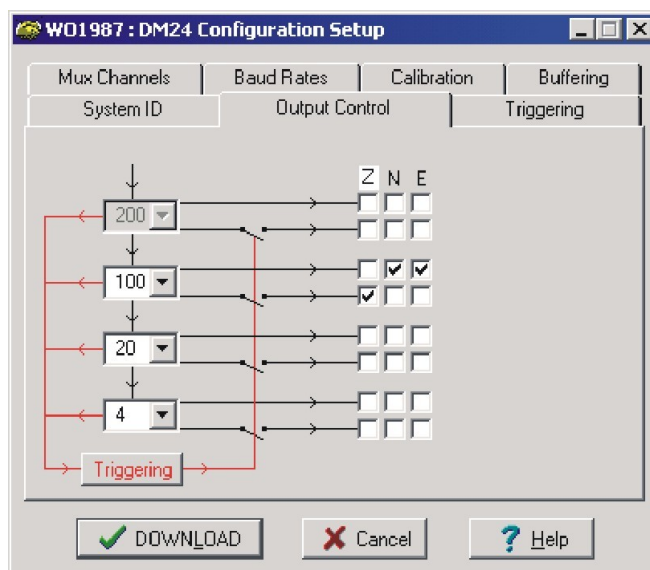 WO1987 : DM24 Configuration Setup
Mux Channels Baud Rates Calibration Buffering
System ID Output Control Triggering
Z N E
200
100
20
4
Triggering
DOWNLOAD Cancel ? Help